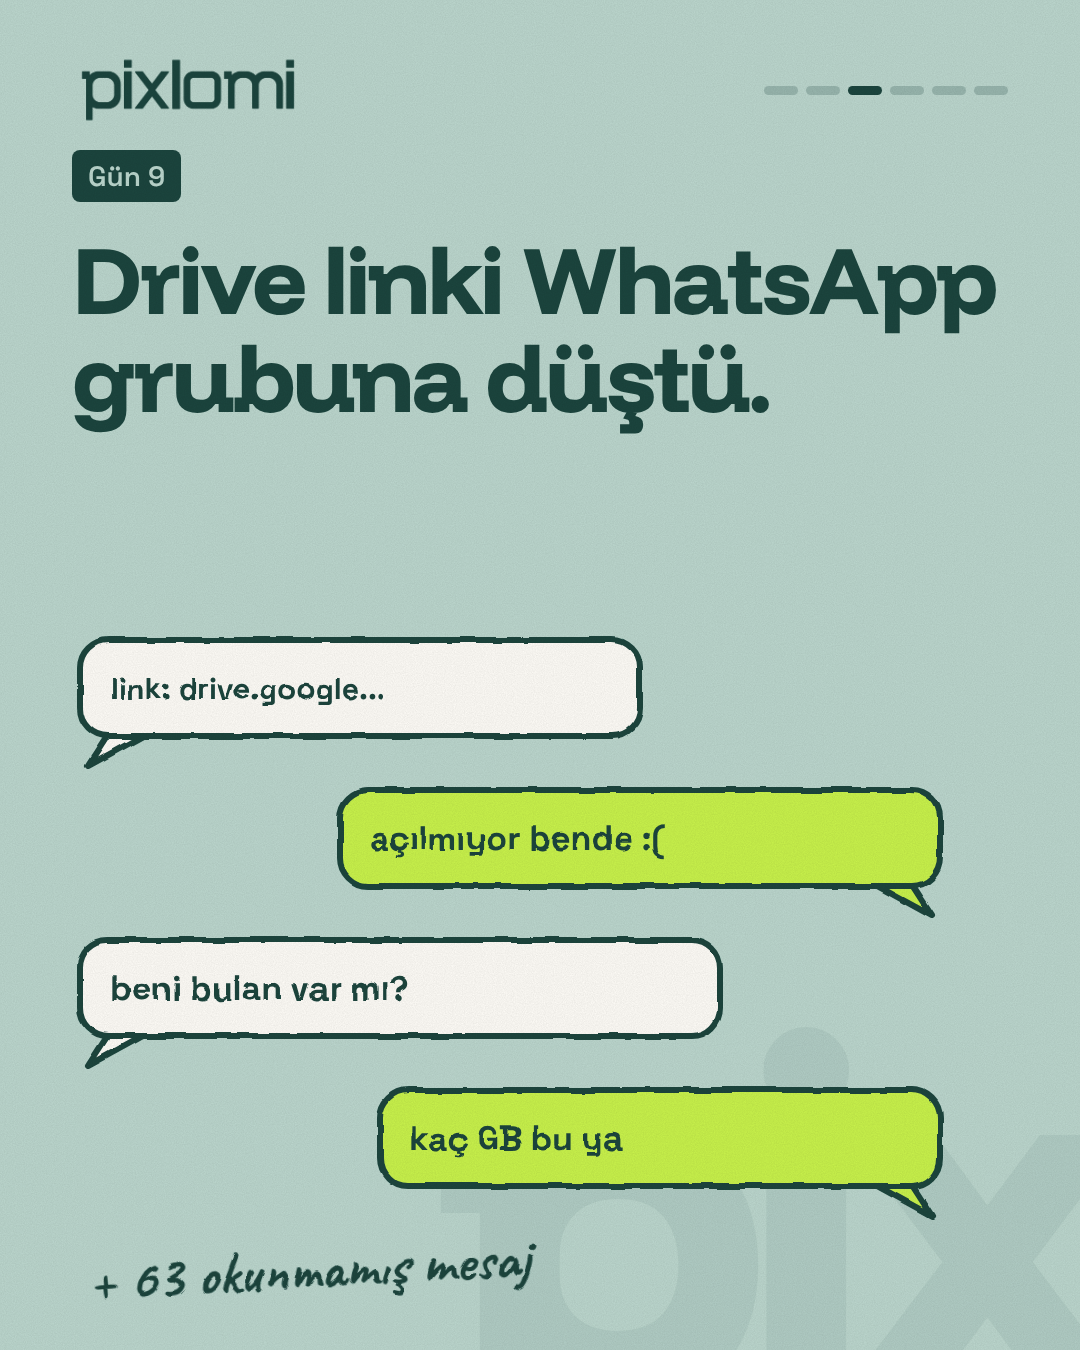 pixlomi
Gün 9
Drive linki WhatsApp
grubuna düştü.
link: drive.google...
açılmıyor bende :(
beni bulan var mı?
kaç GB bu ya
+ 63 okunmamış mesaj
pix